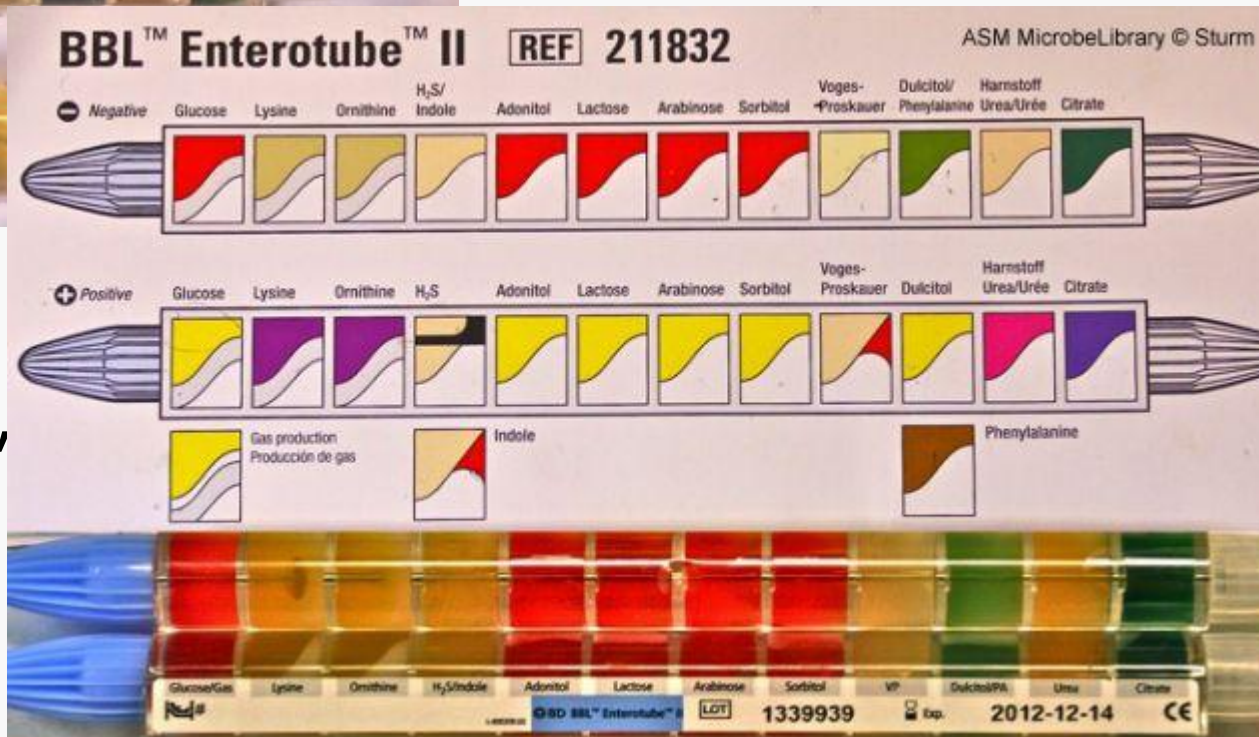 BBL™ Enterotube™ II REF 211832
ASM MicrobeLibrary © Sturm
Negative Glucose Lysine Ornithine H₂S/Indole Adonitol Lactose Arabinose Sorbitol Voges-Proskauer Dulcitol/Phenylalanine Harnstoff Urea/Urée Citrate
Positive Glucose Lysine Ornithine H₂S Adonitol Lactose Arabinose Sorbitol Voges-Proskauer Dulcitol Harnstoff Urea/Urée Citrate
Gas production
Producción de gas
Indole
Phenylalanine
Glucose/Gas Lysine Ornithine H₂S/Indole Adonitol Lactose Arabinose Sorbitol VP Dulcitol/PA Urea Citrate
BD BBL™ Enterotube™ II LOT 1339939 Exp. 2012-12-14 CE